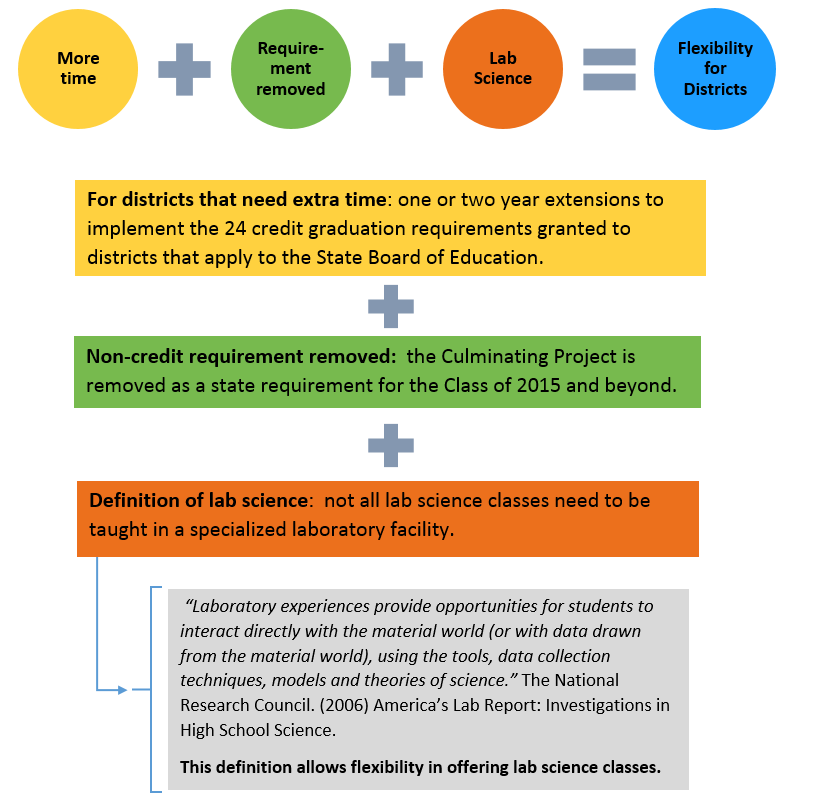 More
time
Require-
ment
removed
Lab
Science
Flexibility
for
Districts
For districts that need extra time: one or two year extensions to
implement the 24 credit graduation requirements granted to
districts that apply to the State Board of Education.
Non-credit requirement removed:  the Culminating Project is
removed as a state requirement for the Class of 2015 and beyond.
Definition of lab science:  not all lab science classes need to be
taught in a specialized laboratory facility.
“Laboratory experiences provide opportunities for students to
interact directly with the material world (or with data drawn
from the material world), using the tools, data collection
techniques, models and theories of science.” The National
Research Council. (2006) America’s Lab Report: Investigations in
High School Science.
This definition allows flexibility in offering lab science classes.